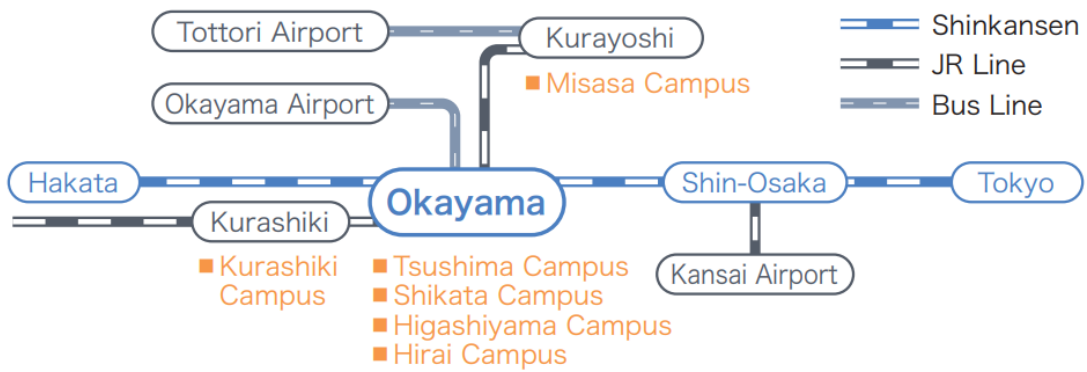 Tottori Airport
Kurayoshi
Shinkansen
JR Line
Bus Line
Misasa Campus
Okayama Airport
Hakata
Okayama
Shin-Osaka
Tokyo
Kurashiki
Kurashiki
Campus
Tsushima Campus
Shikata Campus
Higashiyama Campus
Hirai Campus
Kansai Airport